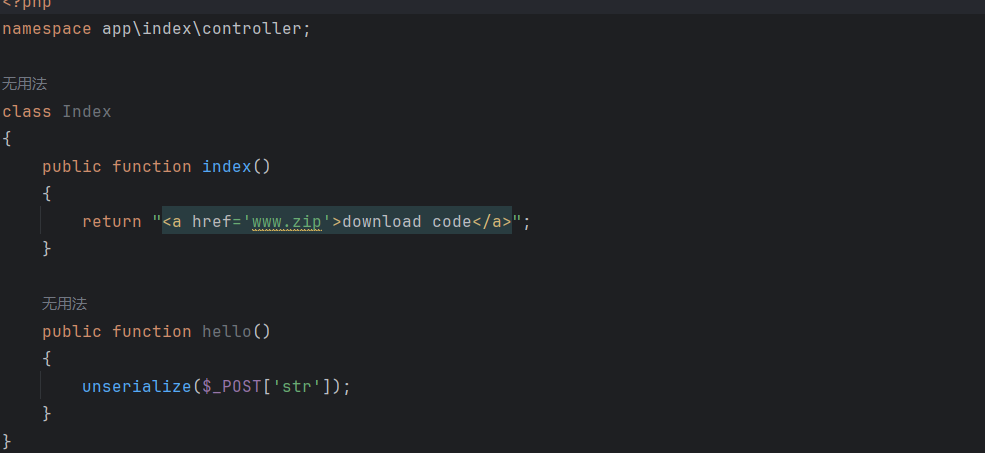 <?php
namespace app\index\controller;
无用法
class Index
{
    public function index()
    {
        return "<a href='www.zip'>download code</a>";
    }
    无用法
    public function hello()
    {
        unserialize($_POST['str']);
    }
}